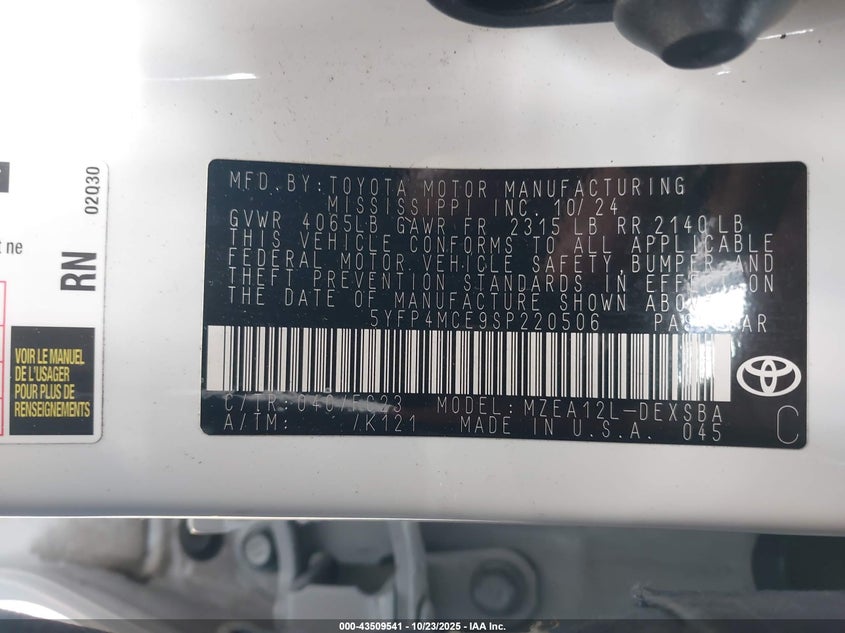 MFD. BY: TOYOTA MOTOR MANUFACTURING
MISSISSIPPI INC. 10/24
GVWR 4065LB GAWR FR 2315 LB RR 2140 LB
THIS VEHICLE CONFORMS TO ALL APPLICABLE
FEDERAL MOTOR VEHICLE SAFETY, BUMPER AND
THEFT PREVENTION STANDARDS IN EFFECT ON
THE DATE OF MANUFACTURE SHOWN ABOVE.
5YFP4MCE9SP220506 PASS CAR
C/TR: 040/FC23 MODEL: MZEA12L-DEXSBA
A/TM: /K121 MADE IN U.S.A. 045
C
t ne
RN
02Q30
VOIR LE MANUEL
DE L'USAGER
POUR PLUS DE
RENSEIGNEMENTS
000-43509541 - 10/23/2025 - IAA Inc.